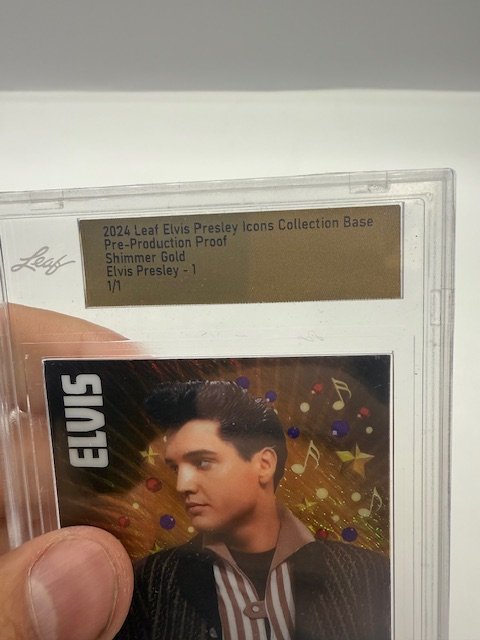 2024 Leaf Elvis Presley Icons Collection Base
Pre-Production Proof
Shimmer Gold
Elvis Presley - 1
1/1
Leaf
ELVIS